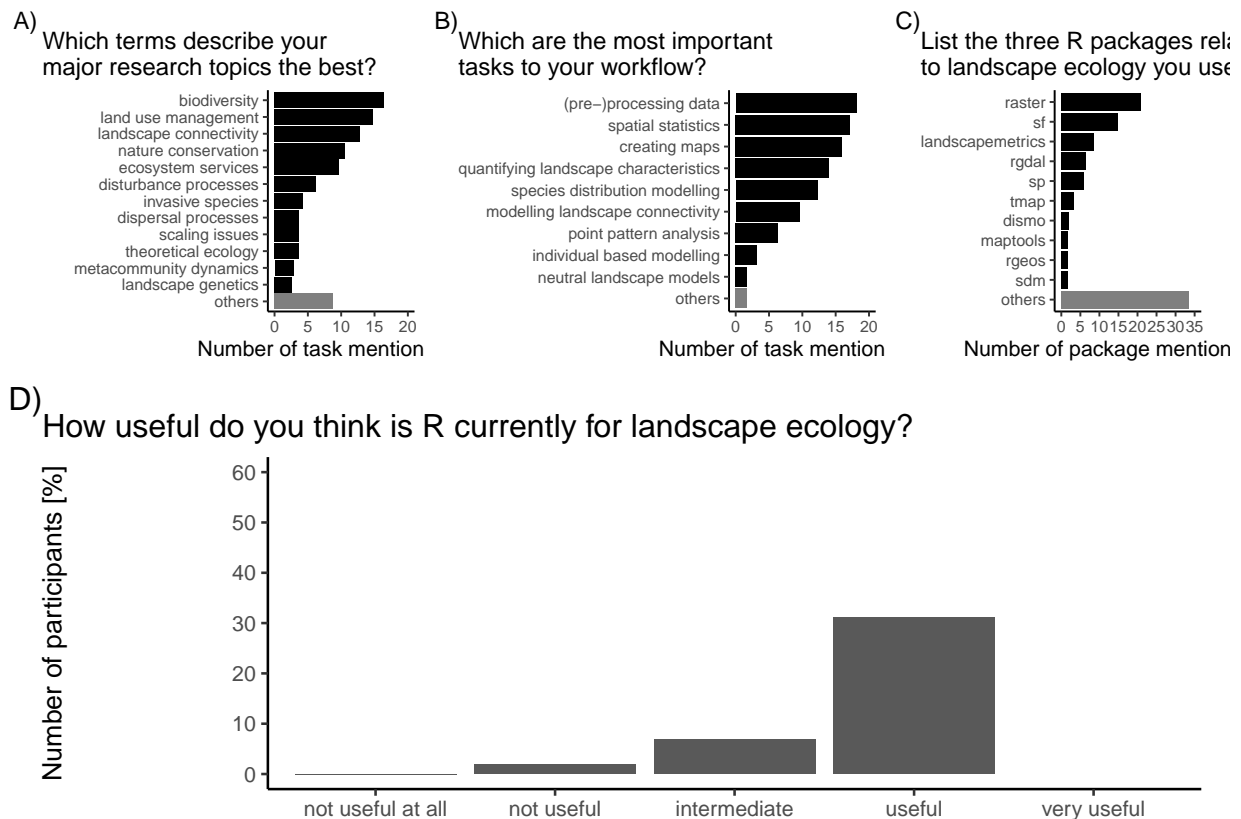 A)
Which terms describe your
major research topics the best?
biodiversity
land use management
landscape connectivity
nature conservation
ecosystem services
disturbance processes
invasive species
dispersal processes
scaling issues
theoretical ecology
metacommunity dynamics
landscape genetics
others
0 5 10 15 20
Number of task mention
B)
Which are the most important
tasks to your workflow?
(pre-)processing data
spatial statistics
creating maps
quantifying landscape characteristics
species distribution modelling
modelling landscape connectivity
point pattern analysis
individual based modelling
neutral landscape models
others
0 5 10 15 20
Number of task mention
C)
List the three R packages rela
to landscape ecology you use
raster
sf
landscapemetrics
rgdal
sp
tmap
dismo
maptools
rgeos
sdm
others
0 5 10 15 20 25 30 35
Number of package mention
D)
How useful do you think is R currently for landscape ecology?
Number of participants [%]
60
50
40
30
20
10
0
not useful at all
not useful
intermediate
useful
very useful